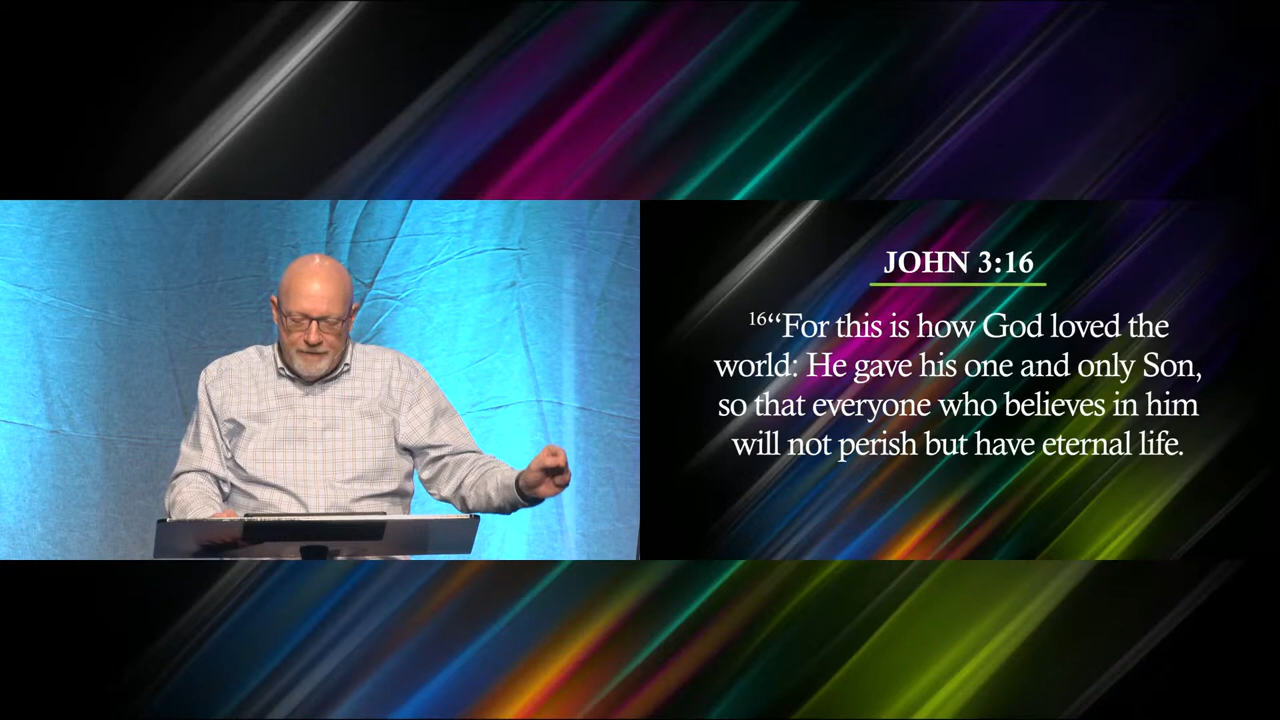 JOHN 3:16
16“For this is how God loved the
world: He gave his one and only Son,
so that everyone who believes in him
will not perish but have eternal life.